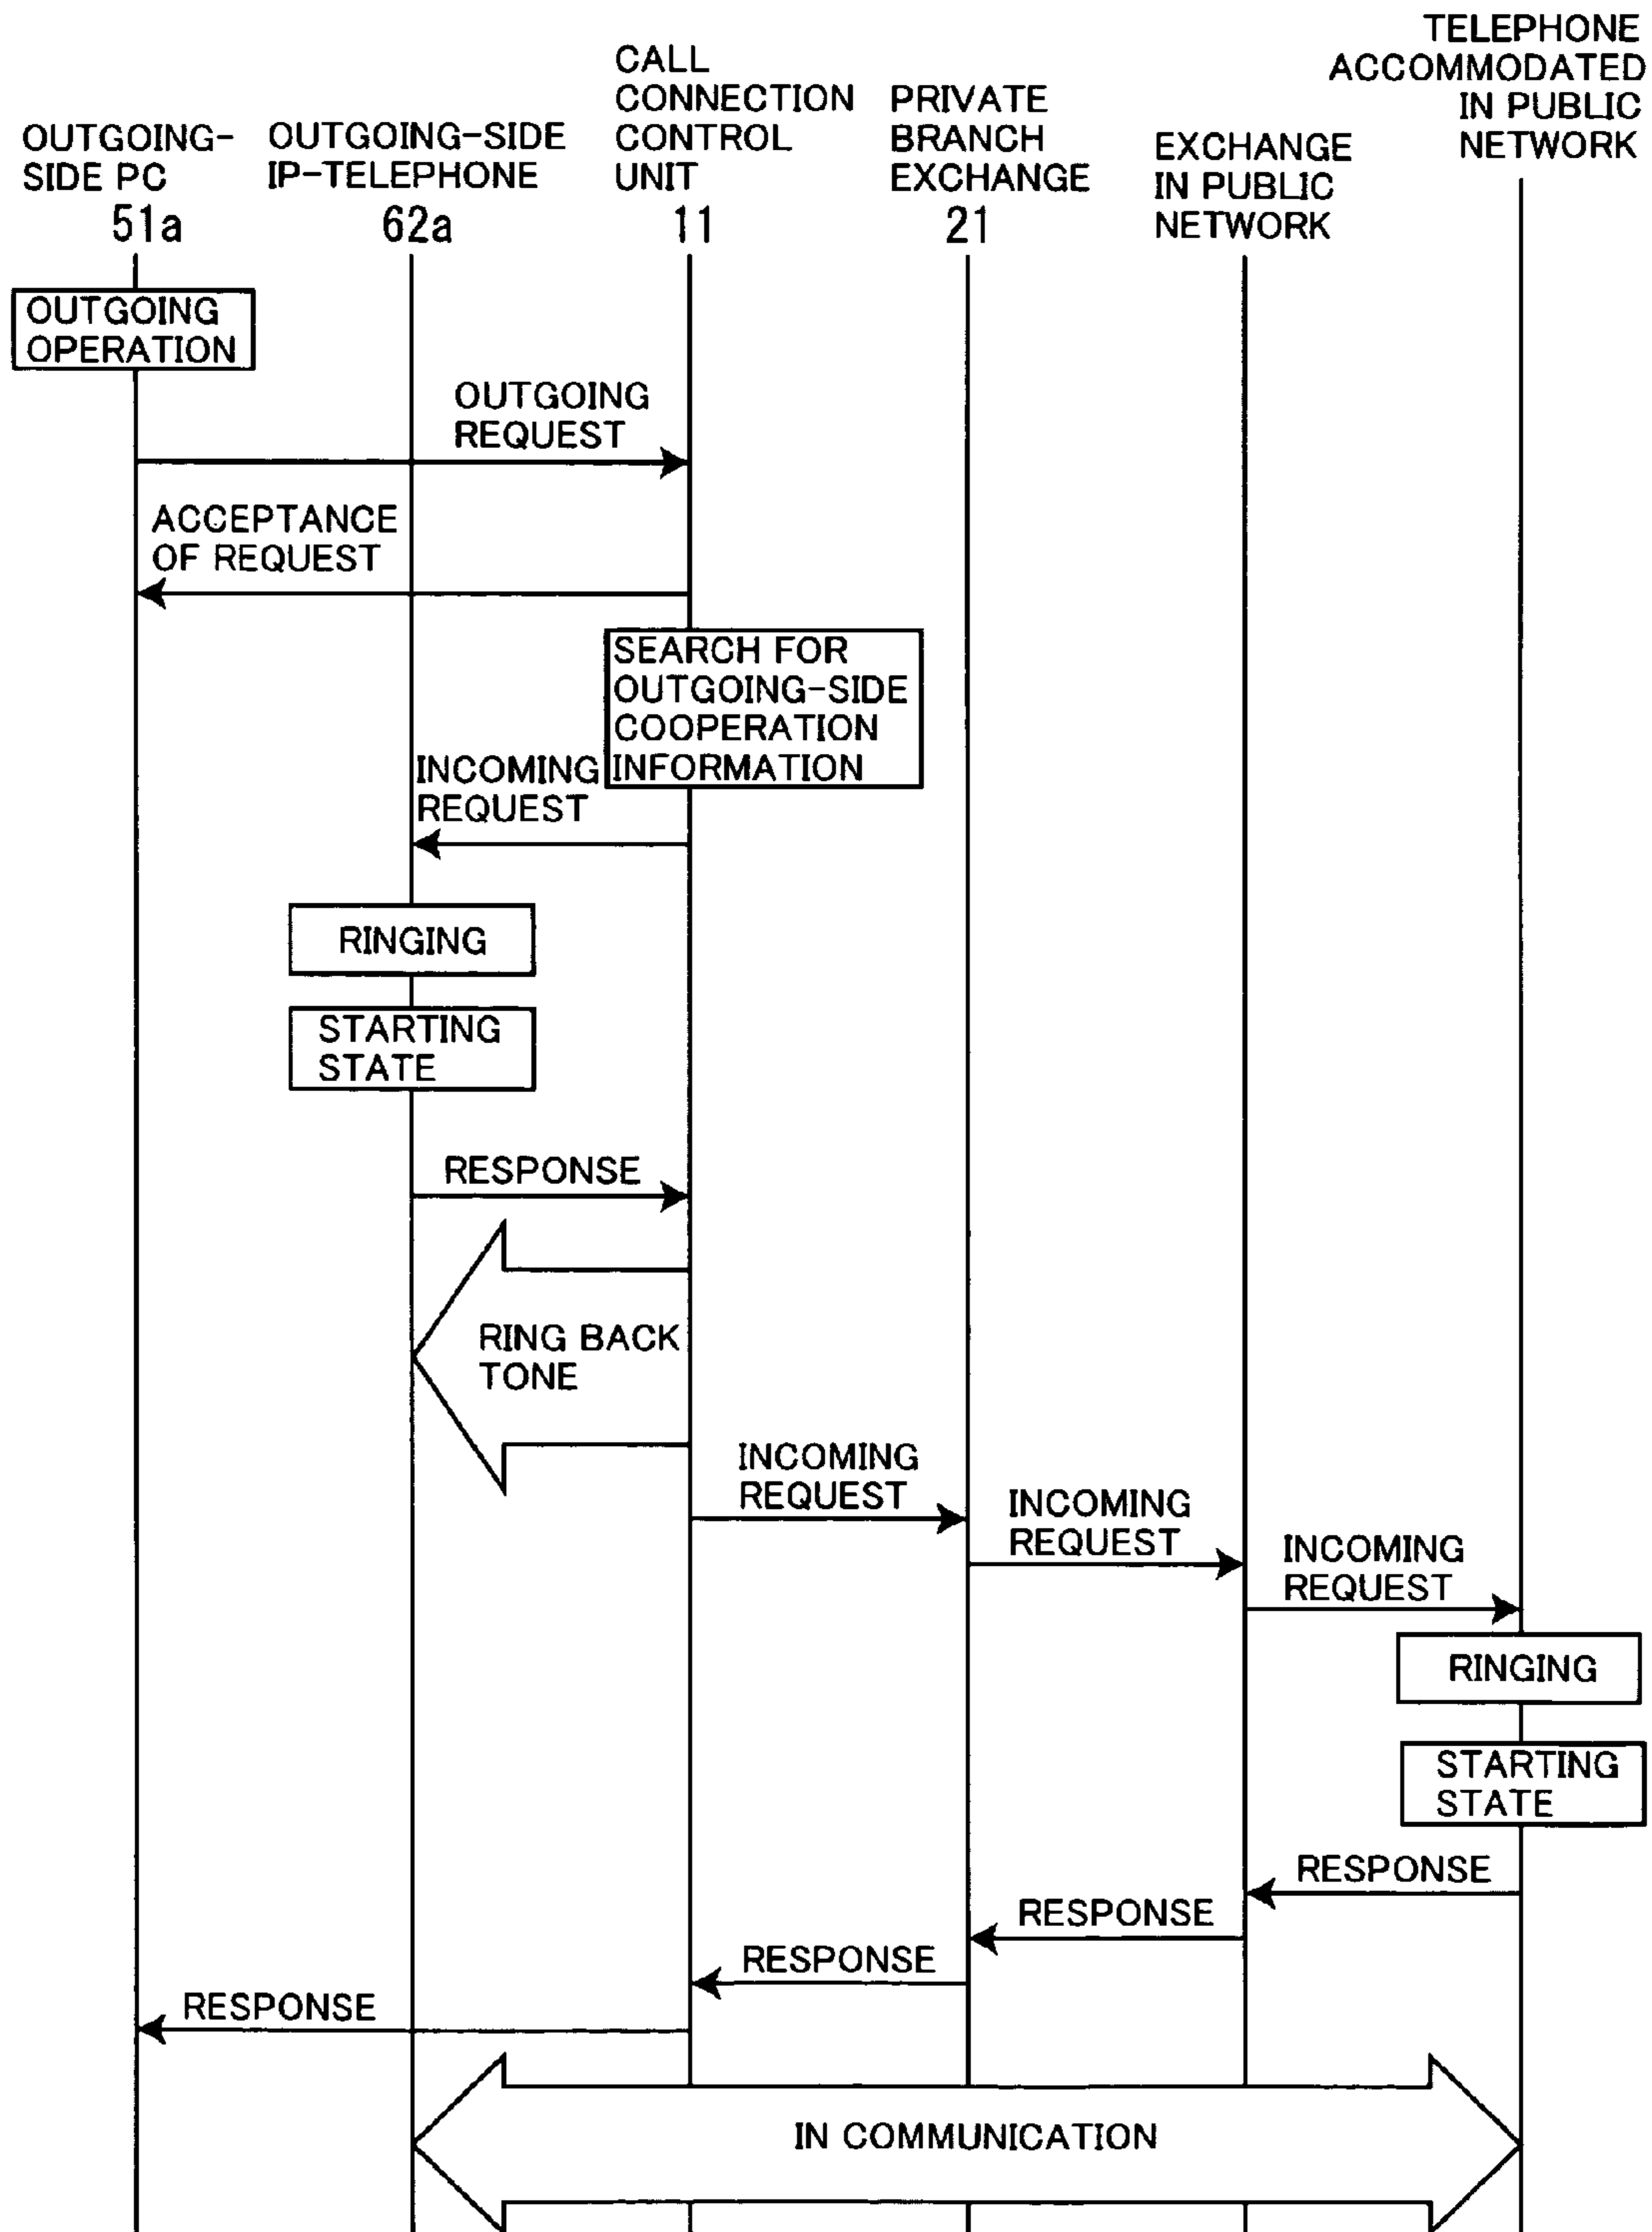 OUTGOING-
SIDE PC
51a
OUTGOING-SIDE
IP-TELEPHONE
62a
CALL
CONNECTION
CONTROL
UNIT
11
PRIVATE
BRANCH
EXCHANGE
21
EXCHANGE
IN PUBLIC
NETWORK
TELEPHONE
ACCOMMODATED
IN PUBLIC
NETWORK
OUTGOING
OPERATION
OUTGOING
REQUEST
ACCEPTANCE
OF REQUEST
SEARCH FOR
OUTGOING-SIDE
COOPERATION
INFORMATION
INCOMING
REQUEST
RINGING
STARTING
STATE
RESPONSE
RING BACK
TONE
INCOMING
REQUEST
INCOMING
REQUEST
INCOMING
REQUEST
RINGING
STARTING
STATE
RESPONSE
RESPONSE
RESPONSE
RESPONSE
IN COMMUNICATION